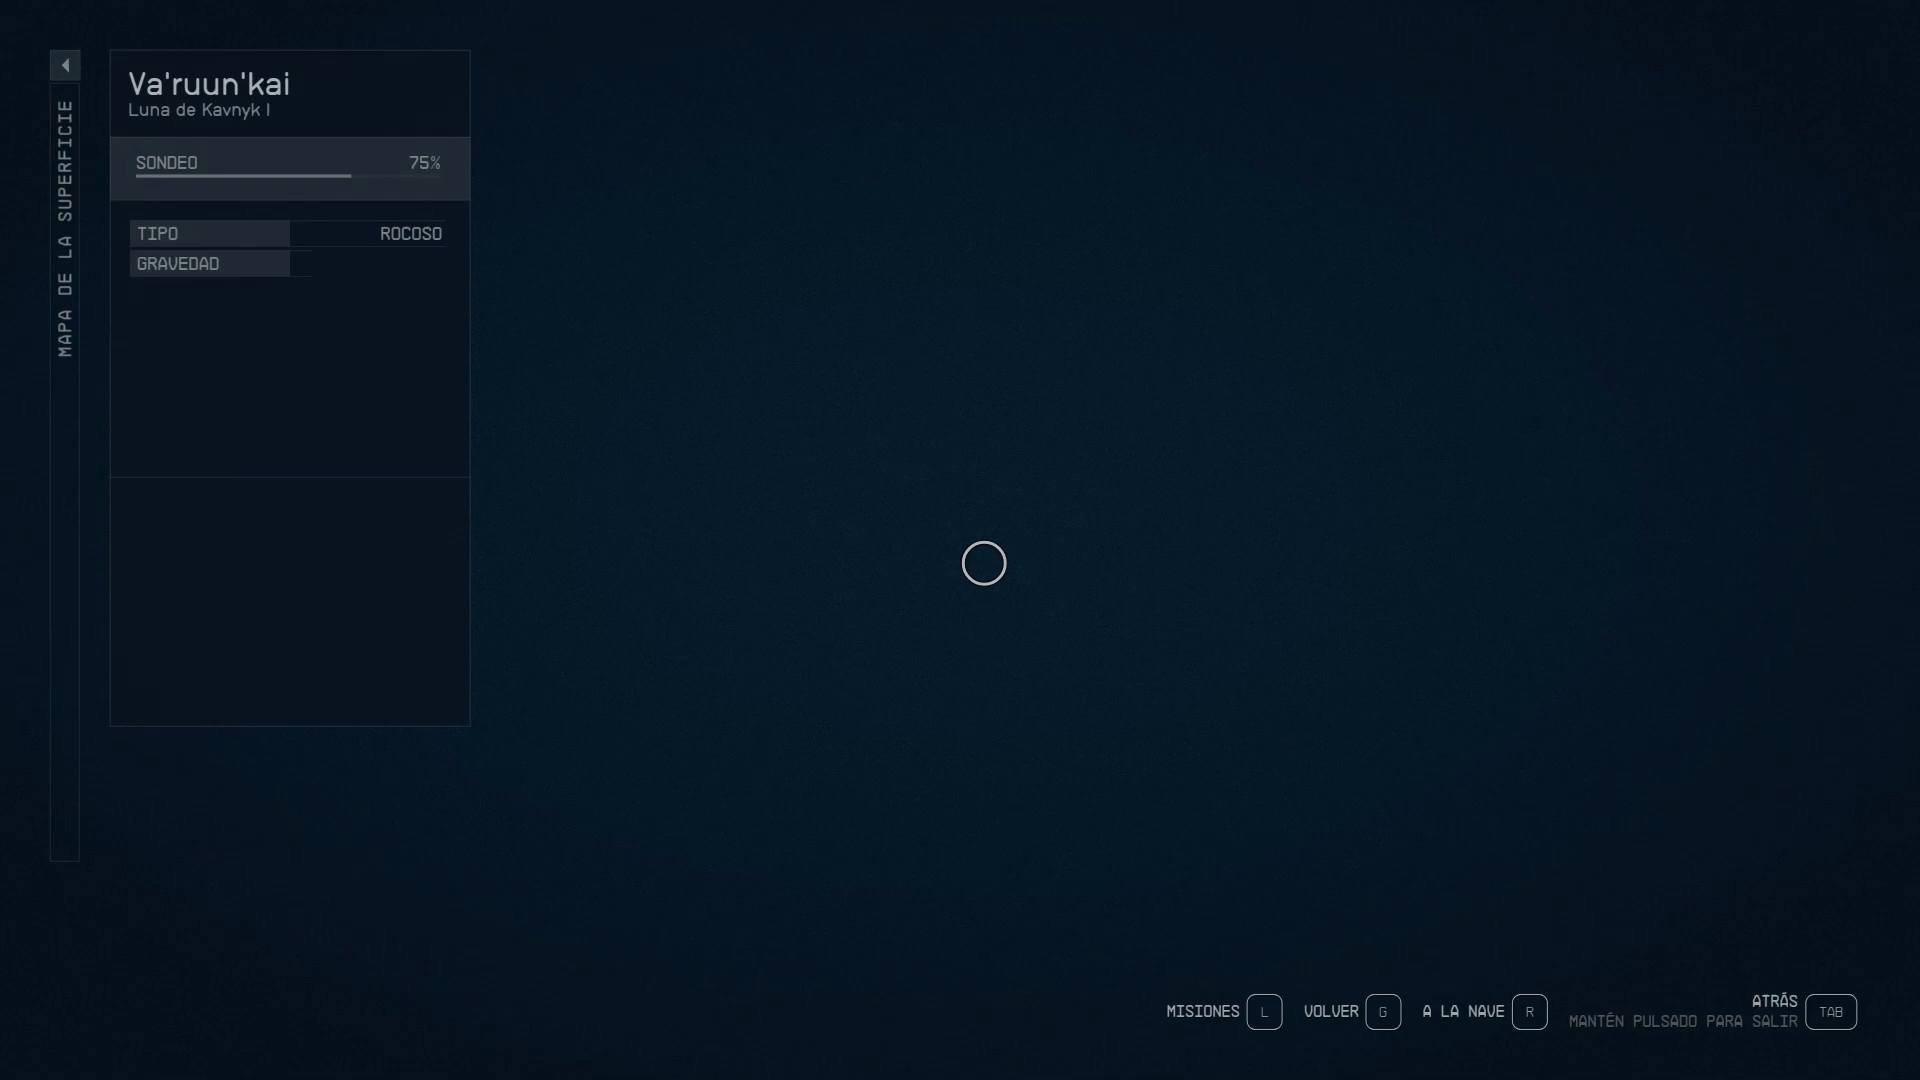 MAPA DE LA SUPERFICIE
Va'ruun'kai
Luna de Kavnyk I
SONDEO 75%
TIPO ROCOSO
GRAVEDAD
MISIONES L VOLVER G A LA NAVE R ATRÁS TAB
MANTÉN PULSADO PARA SALIR